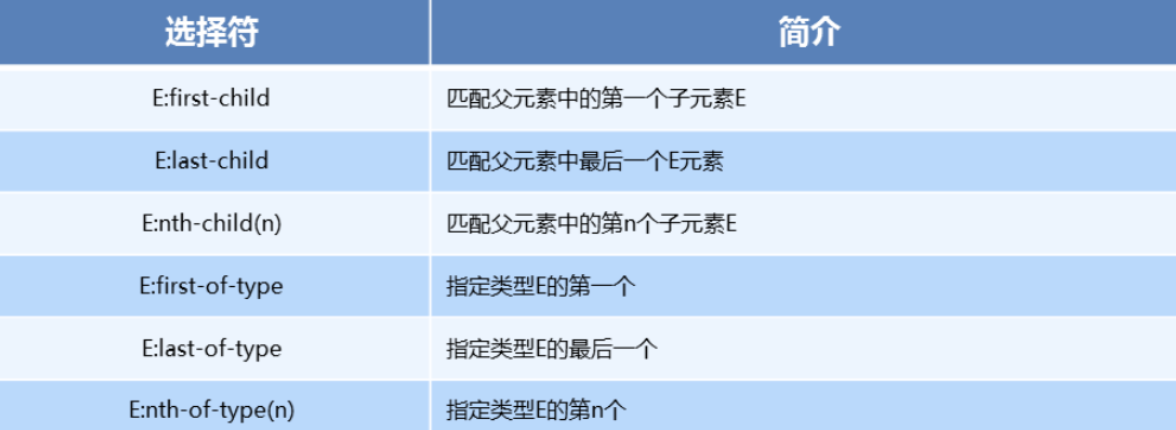 选择符 简介
E:first-child 匹配父元素中的第一个子元素E
E:last-child 匹配父元素中最后一个E元素
E:nth-child(n) 匹配父元素中的第n个子元素E
E:first-of-type 指定类型E的第一个
E:last-of-type 指定类型E的最后一个
E:nth-of-type(n) 指定类型E的第n个